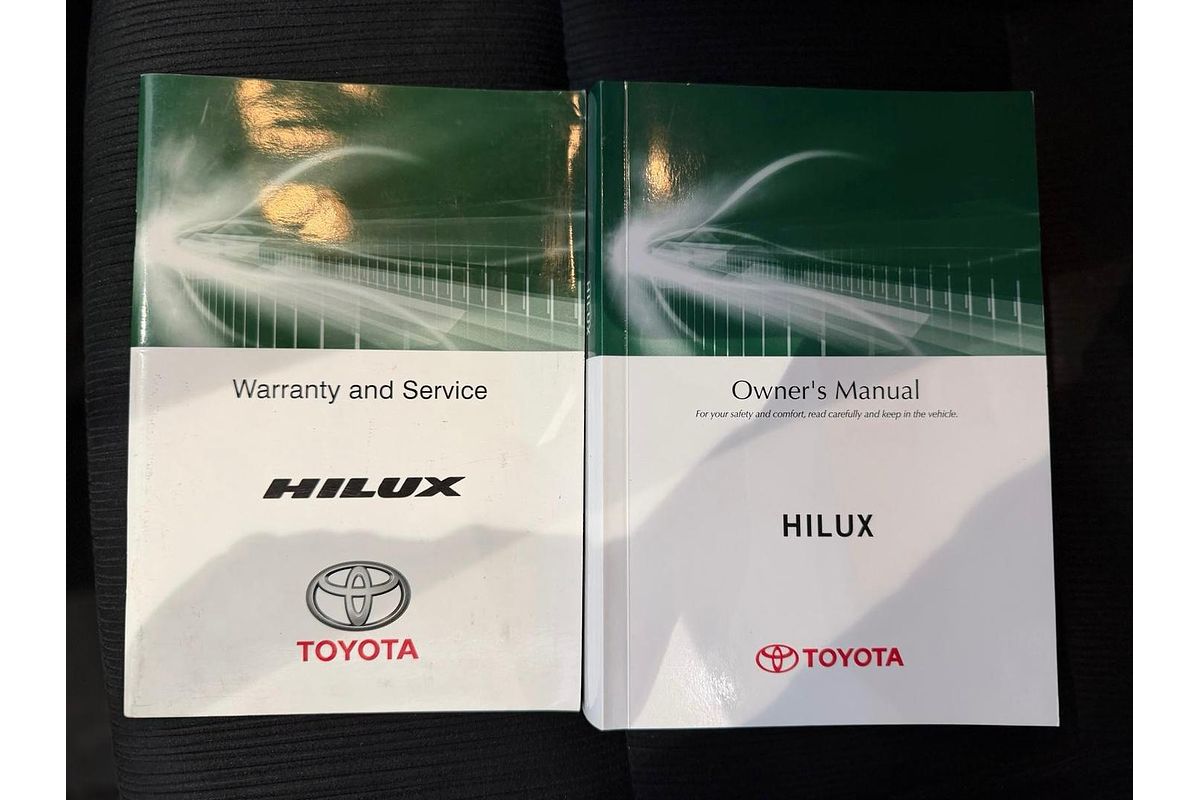 Warranty and Service
HILUX
TOYOTA
HILUX
Owner's Manual
For your safety and comfort, read carefully and keep in the vehicle.
HILUX
TOYOTA